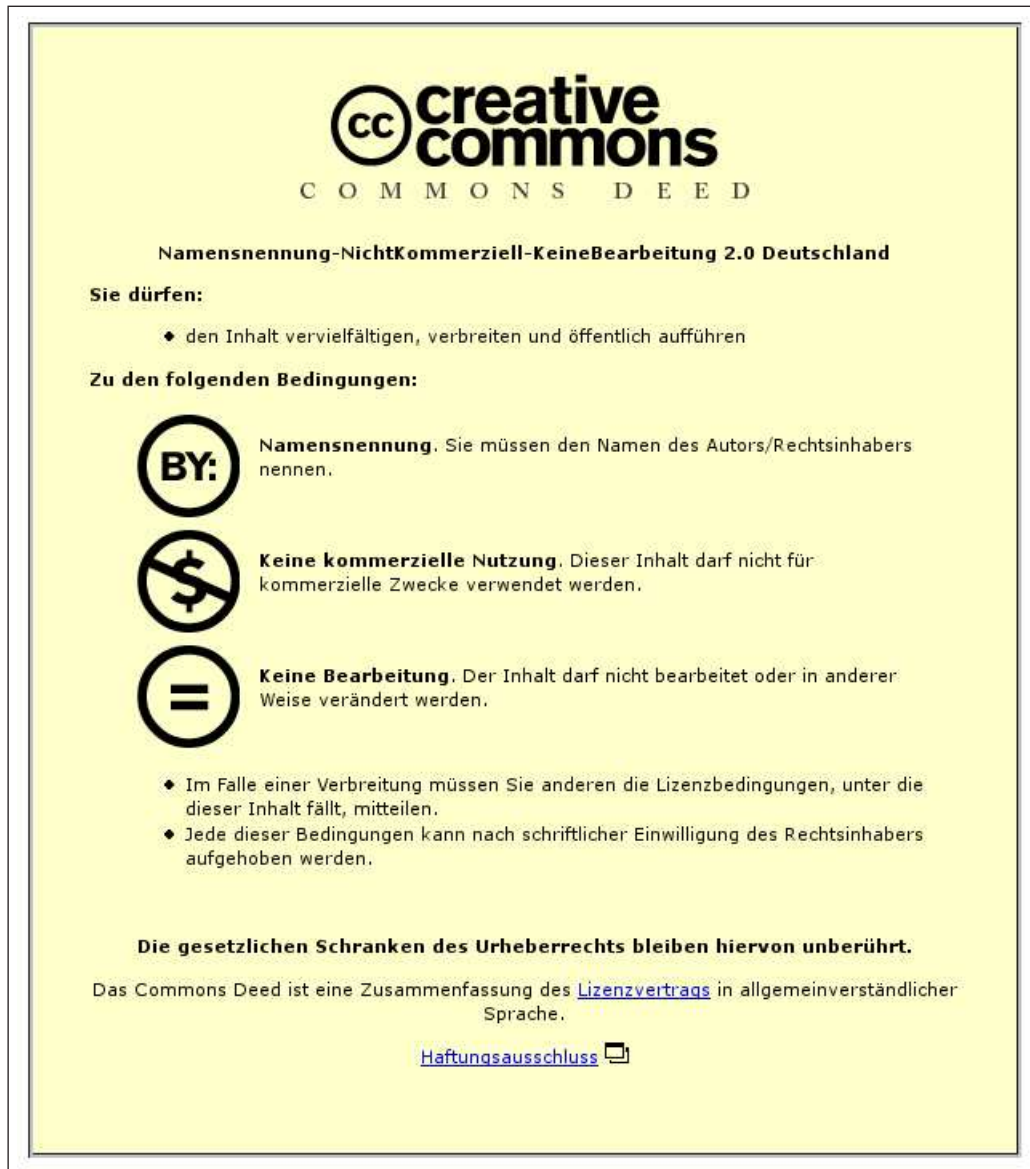 cc creative
commons
COMMONS DEED
Namensnennung-NichtKommerziell-KeineBearbeitung 2.0 Deutschland
Sie dürfen:
den Inhalt vervielfältigen, verbreiten und öffentlich aufführen
Zu den folgenden Bedingungen:
BY:
Namensnennung. Sie müssen den Namen des Autors/Rechtsinhabers
nennen.
$
Keine kommerzielle Nutzung. Dieser Inhalt darf nicht für
kommerzielle Zwecke verwendet werden.
=
Keine Bearbeitung. Der Inhalt darf nicht bearbeitet oder in anderer
Weise verändert werden.
Im Falle einer Verbreitung müssen Sie anderen die Lizenzbedingungen, unter die
dieser Inhalt fällt, mitteilen.
Jede dieser Bedingungen kann nach schriftlicher Einwilligung des Rechtsinhabers
aufgehoben werden.
Die gesetzlichen Schranken des Urheberrechts bleiben hiervon unberührt.
Das Commons Deed ist eine Zusammenfassung des Lizenzvertrags in allgemeinverständlicher
Sprache.
Haftungsausschluss